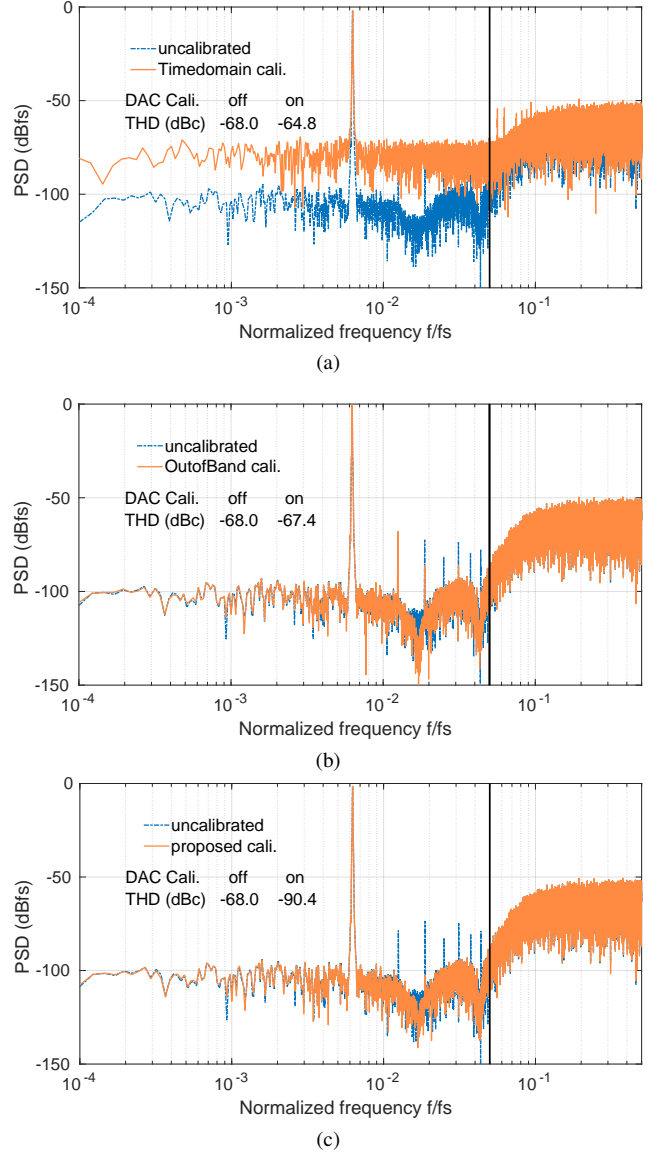 0
uncalibrated
Timedomain cali.
DAC Cali. off on
THD (dBc) -68.0 -64.8
-50
-100
-150
PSD (dBfs)
10-4 10-3 10-2 10-1
Normalized frequency f/fs
(a)
0
uncalibrated
OutofBand cali.
DAC Cali. off on
THD (dBc) -68.0 -67.4
-50
-100
-150
PSD (dBfs)
10-4 10-3 10-2 10-1
Normalized frequency f/fs
(b)
0
uncalibrated
proposed cali.
DAC Cali. off on
THD (dBc) -68.0 -90.4
-50
-100
-150
PSD (dBfs)
10-4 10-3 10-2 10-1
Normalized frequency f/fs
(c)